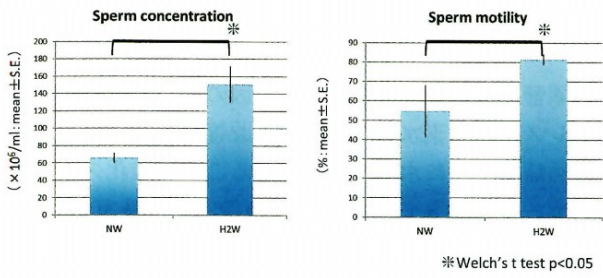 Sperm concentration
※
(×10⁶/ml: mean±S.E.)
200
180
160
140
120
100
80
60
40
20
0
NW
H2W
Sperm motility
※
(%: mean±S.E.)
90
80
70
60
50
40
30
20
10
0
NW
H2W
※Welch's t test p<0.05